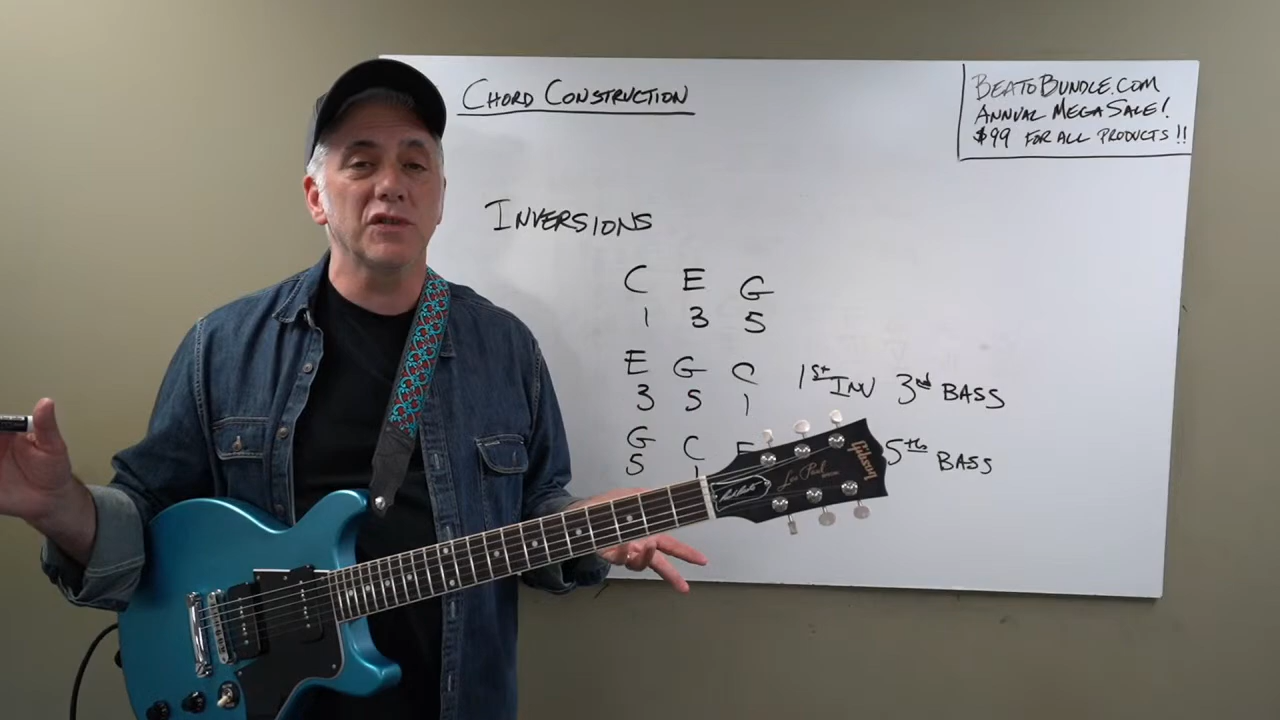 CHORD CONSTRUCTION
BEATOBUNDLE.COM
ANNUAL MEGA SALE!
$99 FOR ALL PRODUCTS!!
INVERSIONS
C E G
1 3 5
E G C 1st INV 3rd BASS
3 5 1
G C E 5th BASS
5 1
Gibson
Les Paul